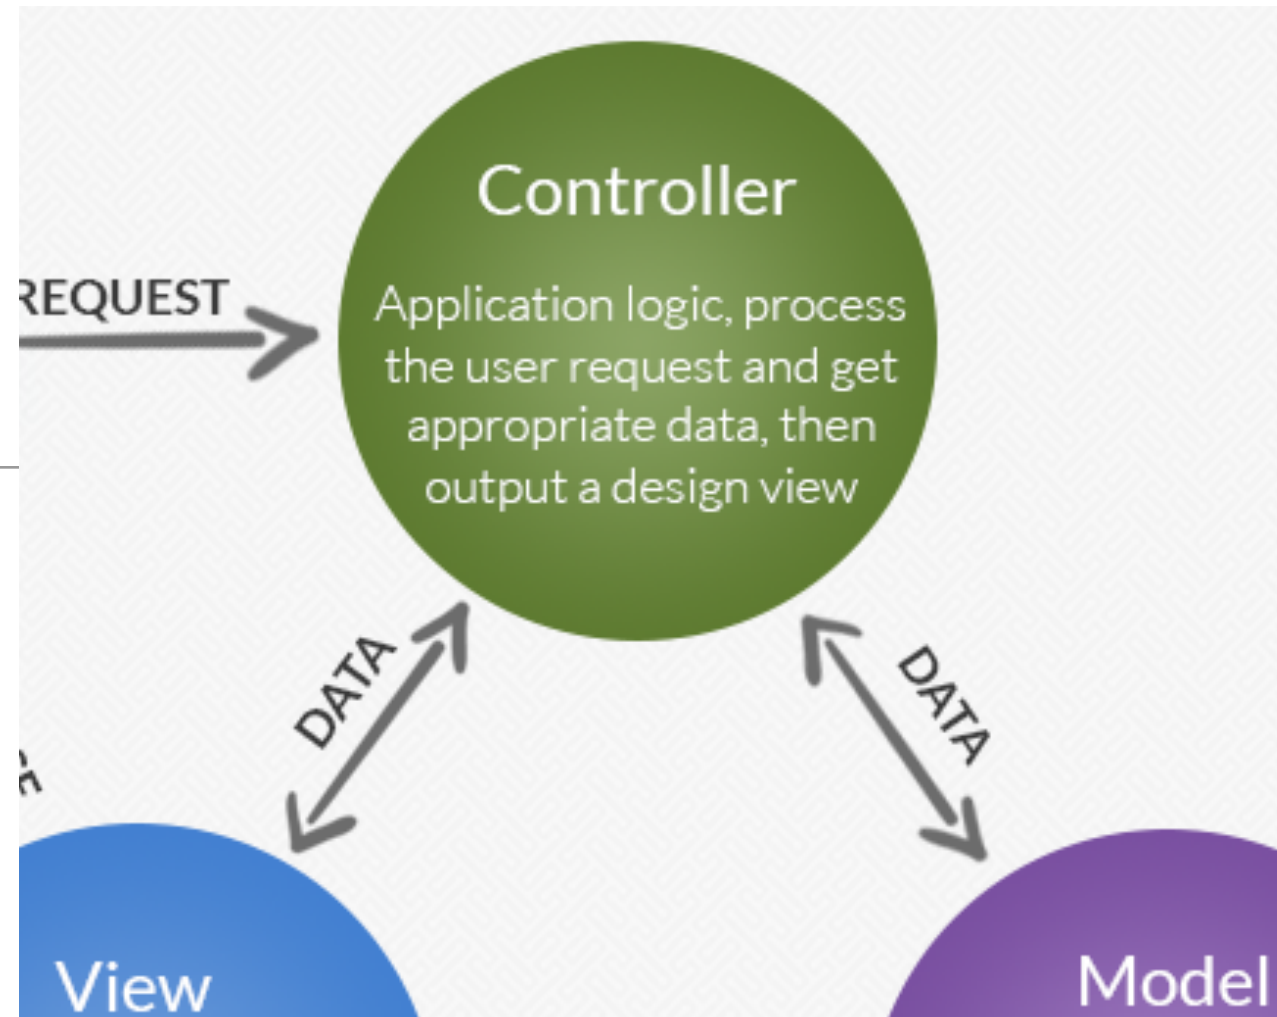 Controller
REQUEST
Application logic, process
the user request and get
appropriate data, then
output a design view
DATA
DATA
View
Model